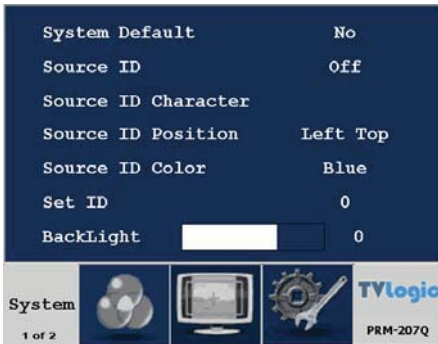 System Default No
Source ID Off
Source ID Character
Source ID Position Left Top
Source ID Color Blue
Set ID 0
BackLight 0
System
1 of 2
TVLogic
PRM-207Q